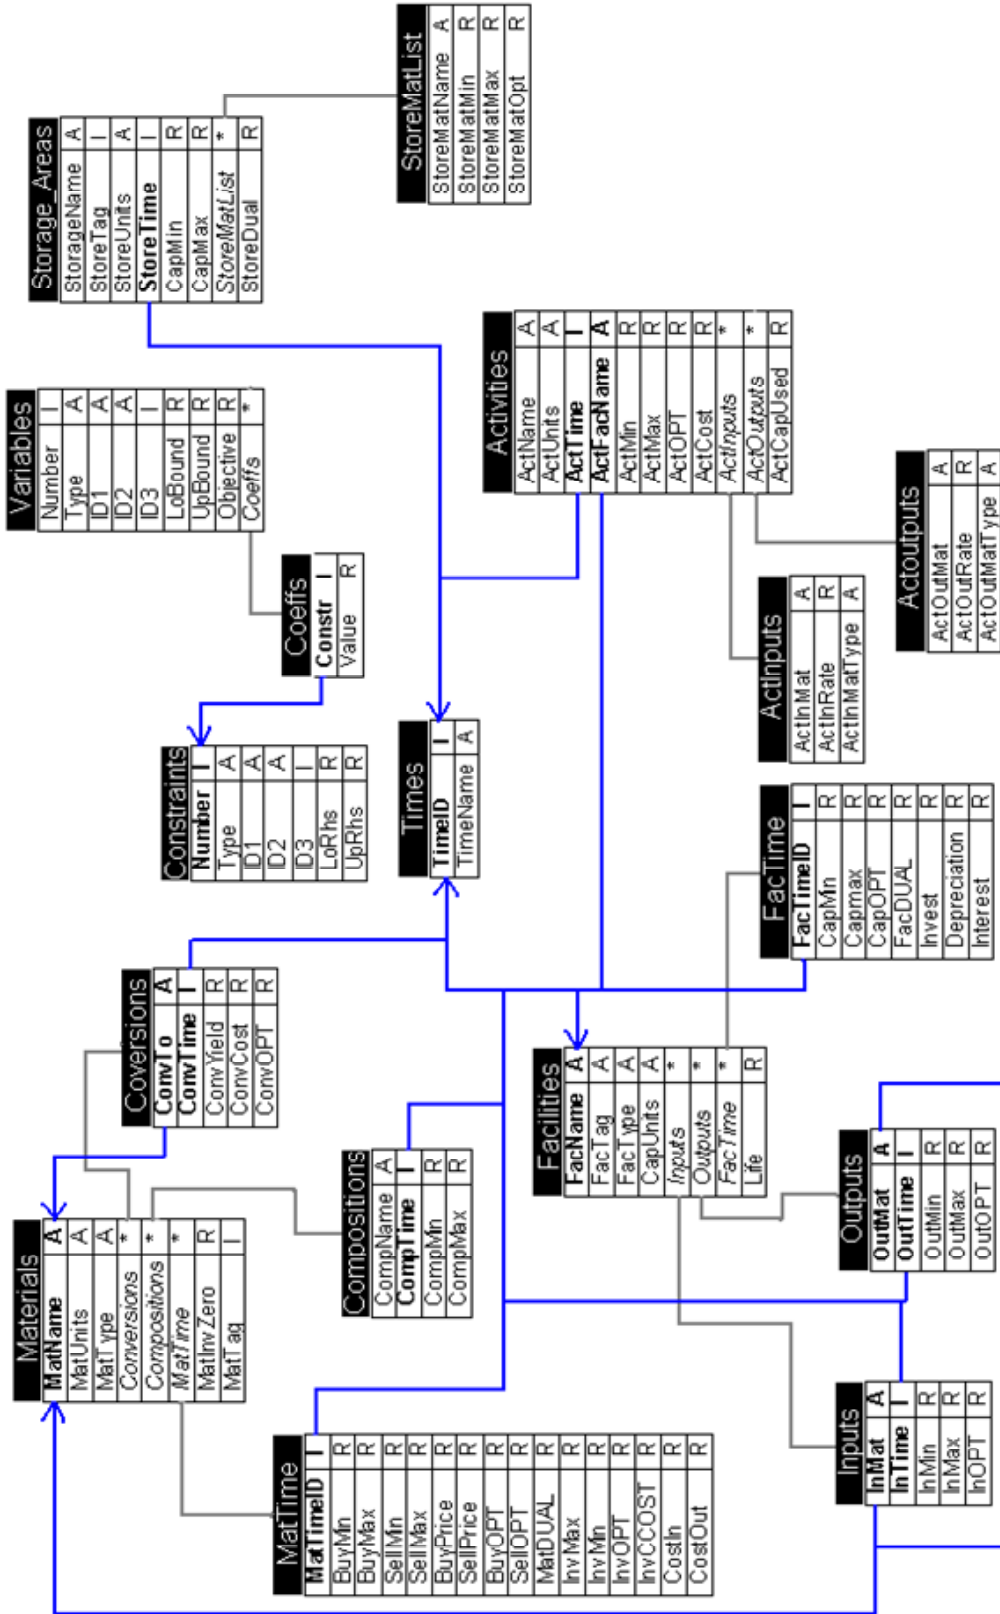 Materials
MatName A
MatUnits A
MatType A
Conversions *
Compositions *
MatTime *
MatInvZero R
MatTag I
Coversions
ConvTo A
ConvTime I
ConvYield R
ConvCost R
ConvOPT R
Constraints
Number I
Type A
ID1 A
ID2 A
ID3 I
LoRhs R
UpRhs R
Variables
Number I
Type A
ID1 A
ID2 A
ID3 I
LoBound R
UpBound R
Objective R
Coeffs *
Storage_Areas
StorageName A
StoreTag I
StoreUnits A
StoreTime I
CapMin R
CapMax R
StoreMatList *
StoreDual R
Coeffs
Constr I
Value R
MatTime
MatTimeID I
BuyMin R
BuyMax R
SellMin R
SellMax R
BuyPrice R
SellPrice R
BuyOPT R
SellOPT R
MatDUAL R
InvMax R
InvMin R
InvOPT R
InvCCOST R
CostIn R
CostOut R
Compositions
CompName A
CompTime I
CompMin R
CompMax R
Times
TimeID I
TimeName A
StoreMatList
StoreMatName A
StoreMatMin R
StoreMatMax R
StoreMatOpt R
Facilities
FacName A
FacTag A
FacType A
CapUnits A
Inputs *
Outputs *
FacTime *
Life R
Activities
ActName A
ActUnits A
ActTime I
ActFacName A
ActMin R
ActMax R
ActOPT R
ActCost R
ActInputs *
ActOutputs *
ActCapUsed R
Inputs
InMat A
InTime I
InMin R
InMax R
InOPT R
Outputs
OutMat A
OutTime I
OutMin R
OutMax R
OutOPT R
FacTime
FacTimeID I
CapMin R
Capmax R
CapOPT R
FacDUAL R
Invest R
Depreciation R
Interest R
ActInputs
ActInMat A
ActInRate R
ActInMatType A
Actoutputs
ActOutMat A
ActOutRate R
ActOutMatType A